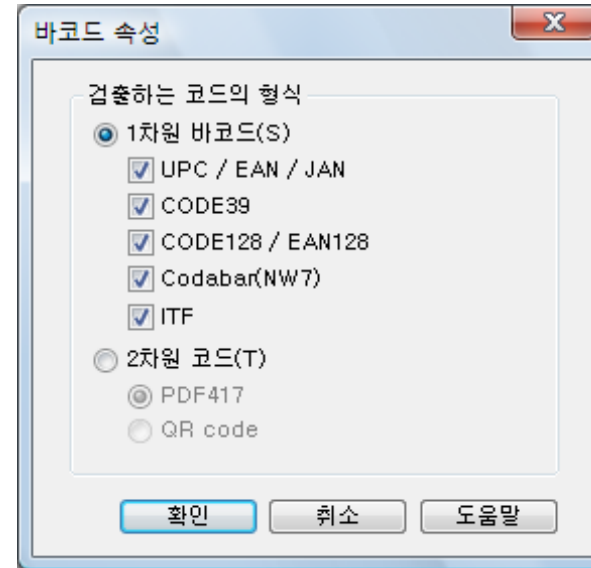 바코드 속성
검출하는 코드의 형식
1차원 바코드(S)
UPC / EAN / JAN
CODE39
CODE128 / EAN128
Codabar(NW7)
ITF
2차원 코드(T)
PDF417
QR code
확인 취소 도움말